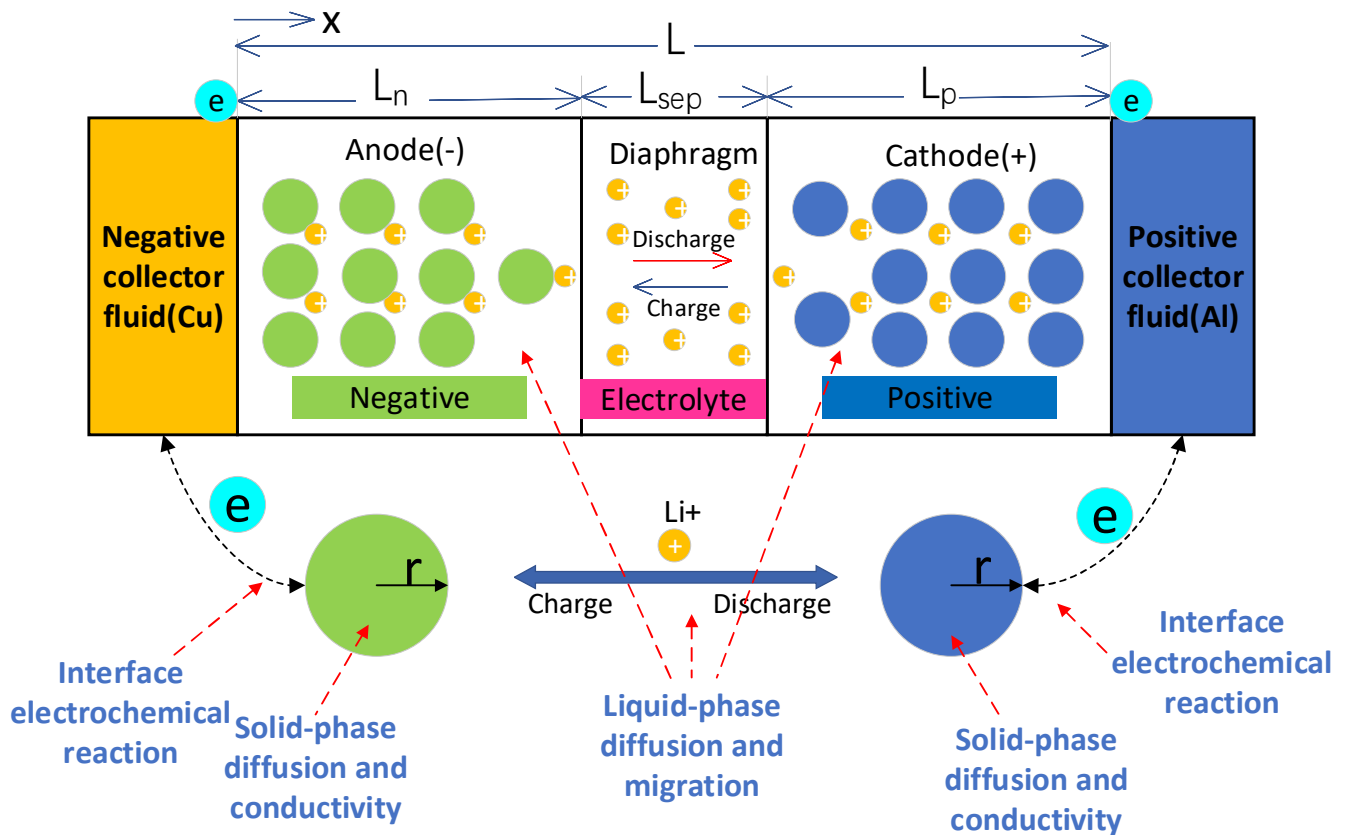 x
L
Lₙ
Lsep
Lₚ
e
e
Anode(-)
Diaphragm
Cathode(+)
Negative
collector
fluid(Cu)
Positive
collector
fluid(Al)
+ + + + + + + + + + + + + + + + + + + + + + + +
Discharge
Charge
Negative
Electrolyte
Positive
e
e
Li+
+
r
r
Charge
Discharge
Interface
electrochemical
reaction
Solid-phase
diffusion and
conductivity
Liquid-phase
diffusion and
migration
Solid-phase
diffusion and
conductivity
Interface
electrochemical
reaction